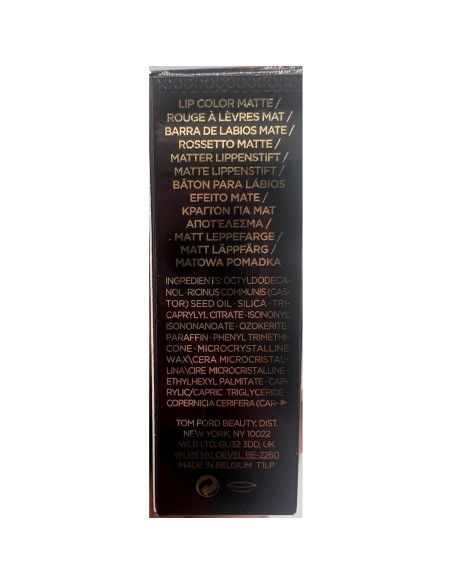 LIP COLOR MATTE /
ROUGE À LÈVRES MAT /
BARRA DE LABIOS MATE /
ROSSETTO MATTE /
MATTER LIPPENSTIFT /
MATTE LIPPENSTIFT /
BÂTON PARA LÁBIOS
EFEITO MATE /
ΚΡΑΓΙΟΝ ΓΙΑ ΜΑΤ
ΑΠΟΤΕΛΕΣΜΑ /
MATT LEPPEFARGE /
MATT LÄPPFÄRG /
MATOWA POMADKA
INGREDIENTS: OCTYLDODECA-
NOL • RICINUS COMMUNIS (CAS-
TOR) SEED OIL • SILICA • TRI-
CAPRYLYL CITRATE • ISONONYL
ISONONANOATE • OZOKERITE •
PARAFFIN • PHENYL TRIMETHI-
CONE • MICROCRYSTALLINE
WAX\CERA MICROCRISTAL-
LINA\CIRE MICROCRISTALLINE •
ETHYLHEXYL PALMITATE • CAP-
RYLIC/CAPRIC TRIGLYCERIDE •
COPERNICIA CERIFERA (CAR-
TOM FORD BEAUTY, DIST.
NEW YORK, NY 10022
WLB LTD, GU32 3DD, UK
OEVEL BE-2260
MADE IN BELGIUM T1LP